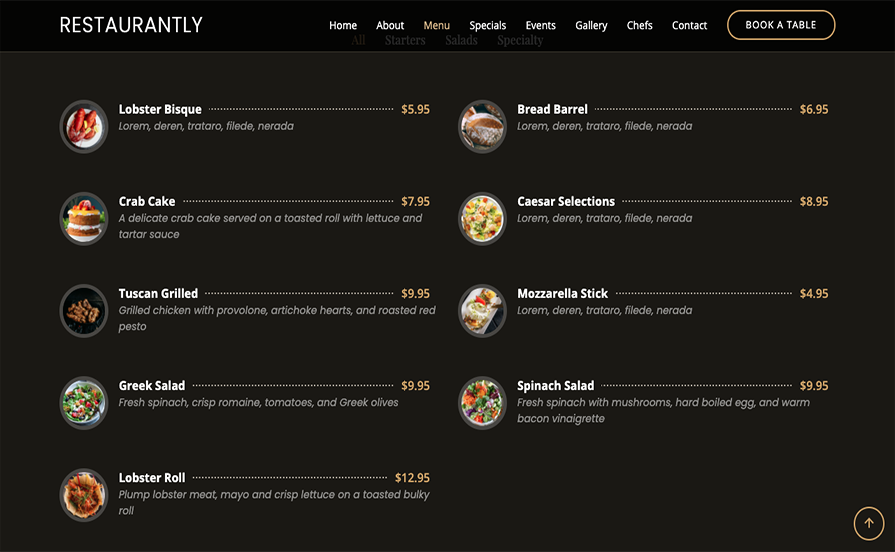 RESTAURANTLY
Home About Menu Specials Events Gallery Chefs Contact BOOK A TABLE
All Starters Salads Specialty
Lobster Bisque $5.95
Lorem, deren, trataro, filede, nerada
Bread Barrel $6.95
Lorem, deren, trataro, filede, nerada
Crab Cake $7.95
A delicate crab cake served on a toasted roll with lettuce and
tartar sauce
Caesar Selections $8.95
Lorem, deren, trataro, filede, nerada
Tuscan Grilled $9.95
Grilled chicken with provolone, artichoke hearts, and roasted red
pesto
Mozzarella Stick $4.95
Lorem, deren, trataro, filede, nerada
Greek Salad $9.95
Fresh spinach, crisp romaine, tomatoes, and Greek olives
Spinach Salad $9.95
Fresh spinach with mushrooms, hard boiled egg, and warm
bacon vinaigrette
Lobster Roll $12.95
Plump lobster meat, mayo and crisp lettuce on a toasted bulky
roll